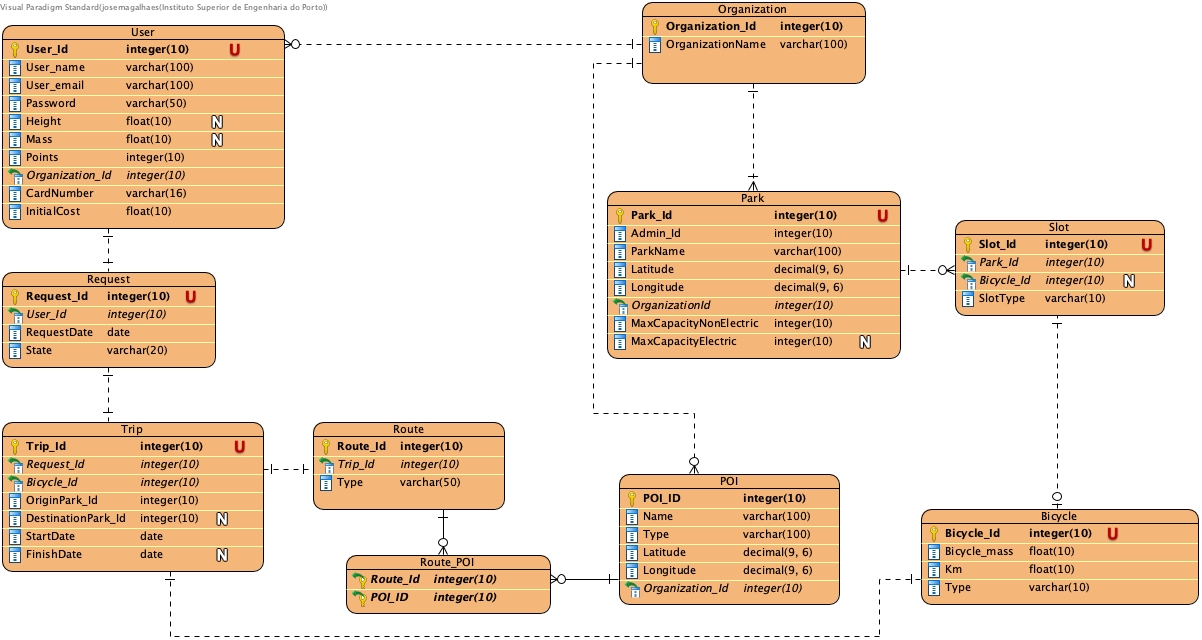 Visual Paradigm Standard(josemagalhaes(Instituto Superior de Engenharia do Porto))
User
User_Id integer(10) U
User_name varchar(100)
User_email varchar(100)
Password varchar(50)
Height float(10) N
Mass float(10) N
Points integer(10)
Organization_Id integer(10)
CardNumber varchar(16)
InitialCost float(10)
Organization
Organization_Id integer(10)
OrganizationName varchar(100)
Park
Park_Id integer(10) U
Admin_Id integer(10)
ParkName varchar(100)
Latitude decimal(9, 6)
Longitude decimal(9, 6)
OrganizationId integer(10)
MaxCapacityNonElectric integer(10)
MaxCapacityElectric integer(10) N
Slot
Slot_Id integer(10) U
Park_Id integer(10)
Bicycle_Id integer(10) N
SlotType varchar(10)
Request
Request_Id integer(10) U
User_Id integer(10)
RequestDate date
State varchar(20)
Trip
Trip_Id integer(10) U
Request_Id integer(10)
Bicycle_Id integer(10)
OriginPark_Id integer(10)
DestinationPark_Id integer(10) N
StartDate date
FinishDate date N
Route
Route_Id integer(10)
Trip_Id integer(10)
Type varchar(50)
Route_POI
Route_Id integer(10)
POI_ID integer(10)
POI
POI_ID integer(10)
Name varchar(100)
Type varchar(100)
Latitude decimal(9, 6)
Longitude decimal(9, 6)
Organization_Id integer(10)
Bicycle
Bicycle_Id integer(10) U
Bicycle_mass float(10)
Km float(10)
Type varchar(10)